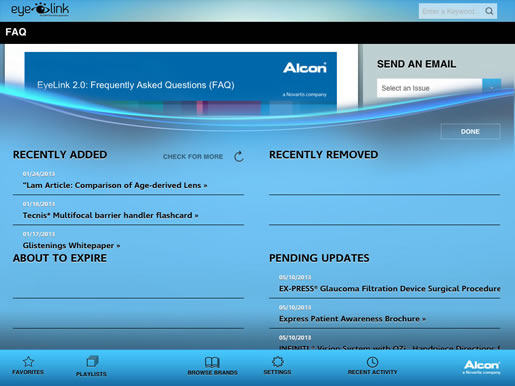 eye link
Enter a Keyword...
FAQ
Alcon
a Novartis company
EyeLink 2.0: Frequently Asked Questions (FAQ)
SEND AN EMAIL
Select an Issue
DONE
RECENTLY ADDED
CHECK FOR MORE
01/24/2013
"Lam Article: Comparison of Age-derived Lens »
01/18/2013
Tecnis® Multifocal barrier handler flashcard »
01/17/2013
Glistenings Whitepaper »
RECENTLY REMOVED
ABOUT TO EXPIRE
PENDING UPDATES
05/10/2013
EX-PRESS® Glaucoma Filtration Device Surgical Procedure
05/10/2013
Express Patient Awareness Brochure »
05/10/2013
INFINITI® Vision System with OZil Handpiece Directions f
FAVORITES
PLAYLISTS
BROWSE BRANDS
SETTINGS
RECENT ACTIVITY
Alcon
a Novartis company